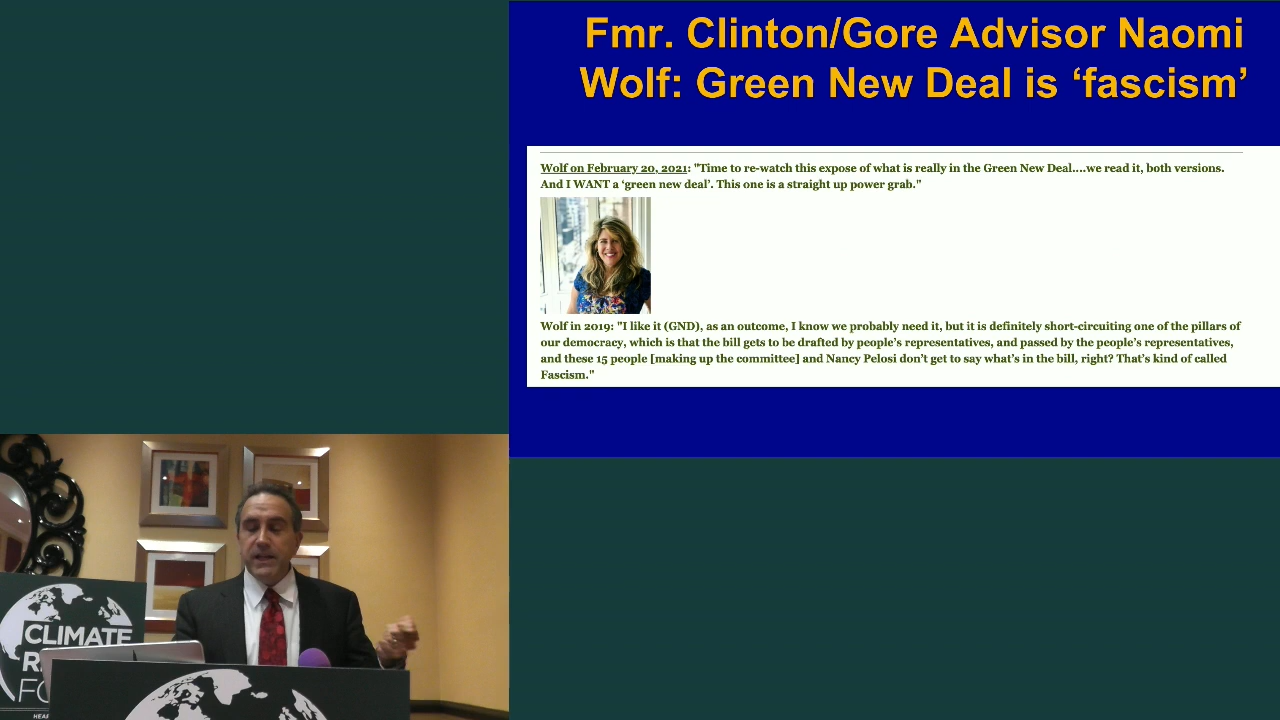 Fmr. Clinton/Gore Advisor Naomi
Wolf: Green New Deal is ‘fascism’
Wolf on February 20, 2021: "Time to re-watch this expose of what is really in the Green New Deal....we read it, both versions.
And I WANT a ‘green new deal’. This one is a straight up power grab."
Wolf in 2019: "I like it (GND), as an outcome, I know we probably need it, but it is definitely short-circuiting one of the pillars of
our democracy, which is that the bill gets to be drafted by people’s representatives, and passed by the people’s representatives,
and these 15 people [making up the committee] and Nancy Pelosi don’t get to say what’s in the bill, right? That’s kind of called
Fascism."
CLIMATE
R
FO
HEA